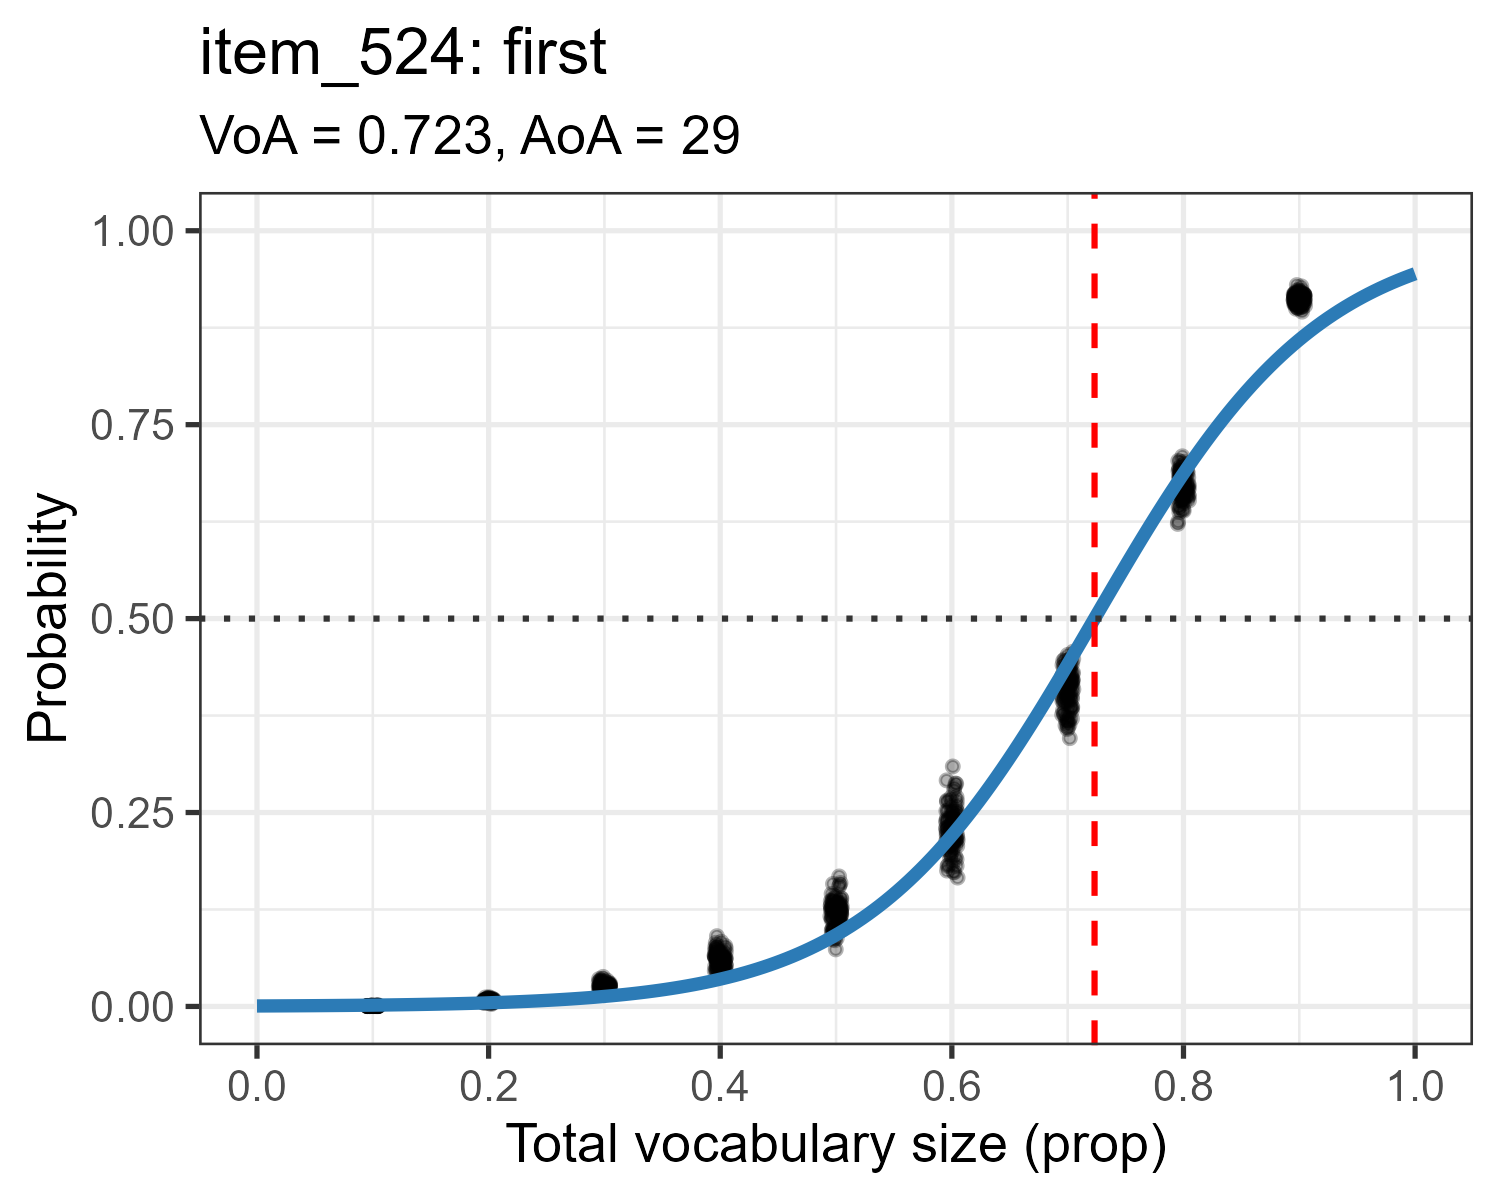 item_524: first
VoA = 0.723, AoA = 29
1.00
0.75
0.50
0.25
0.00
Probability
0.0 0.2 0.4 0.6 0.8 1.0
Total vocabulary size (prop)